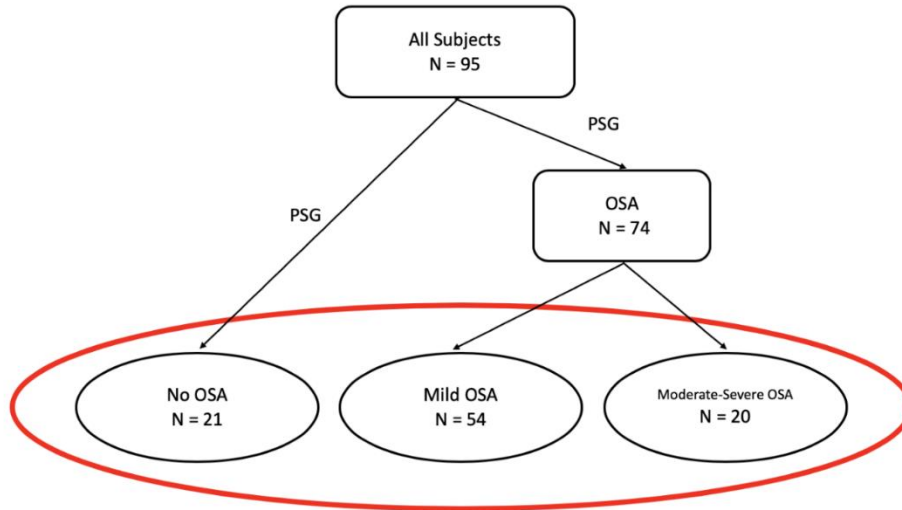 All Subjects
N = 95
PSG
PSG
OSA
N = 74
No OSA
N = 21
Mild OSA
N = 54
Moderate-Severe OSA
N = 20